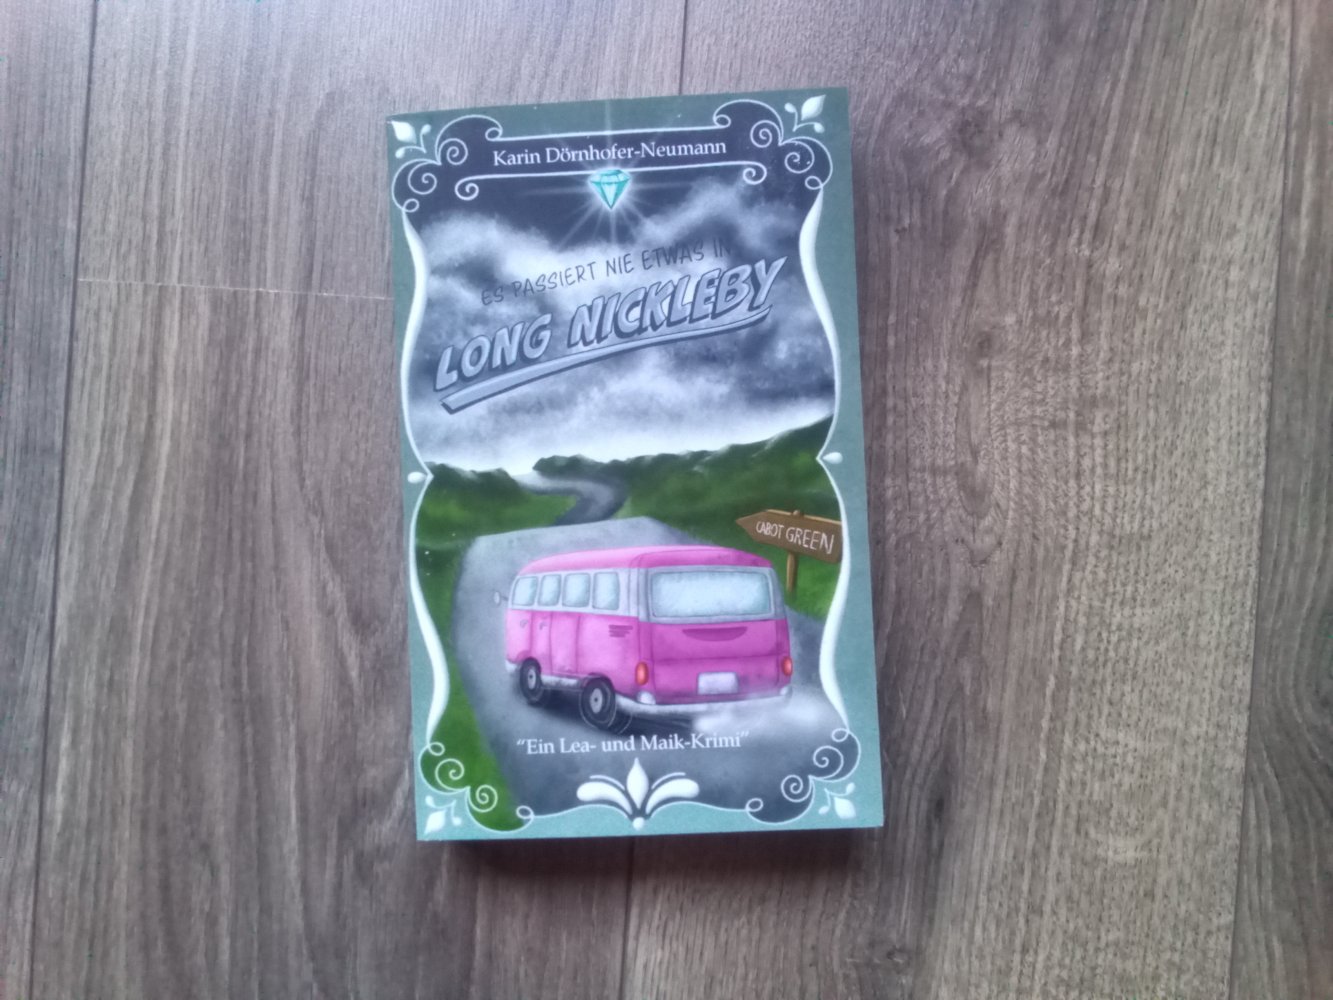 Karin Dörnhofer-Neumann
ES PASSIERT NIE ETWAS IN
LONG NICKLEBY
CABOT GREEN
"Ein Lea- und Maik-Krimi"